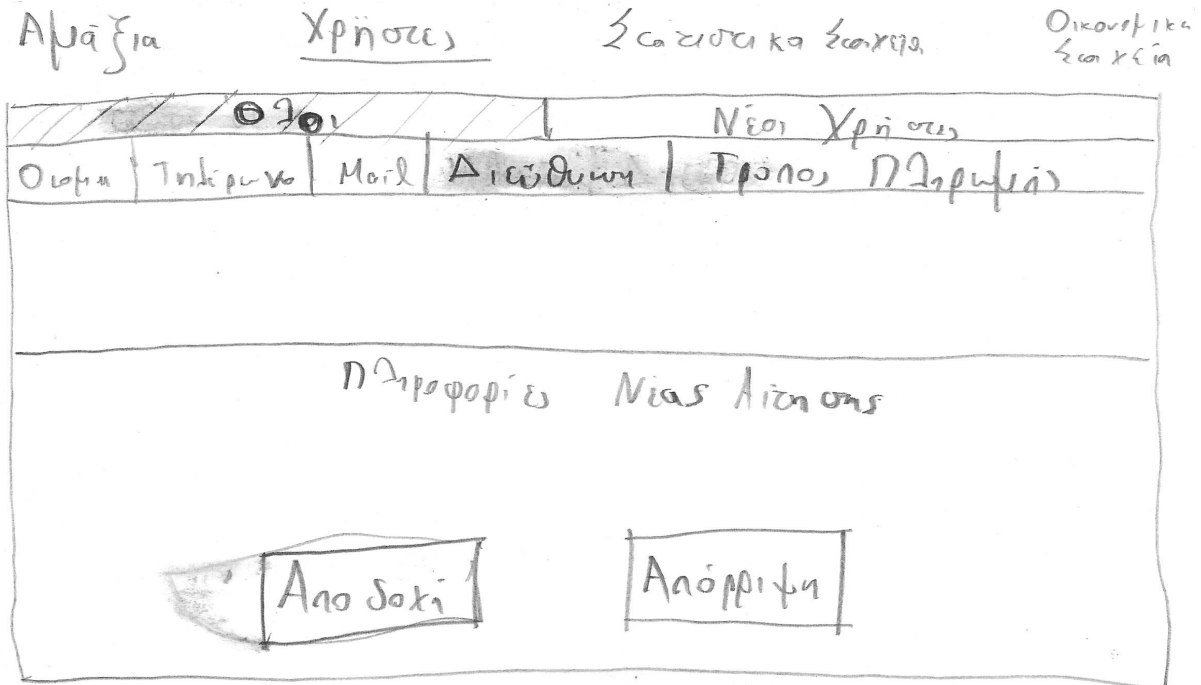 Αμάξια Χρήστες Στατιστικα Στοιχεία Οικονομικά
Στοιχεία
Όλοι Νέοι Χρήστες
Όνομα Τηλέφωνο Mail Διεύθυνση Τρόπος Πληρωμής
Πληροφορίες Νέας Αίτησης
Αποδοχή Απόρριψη